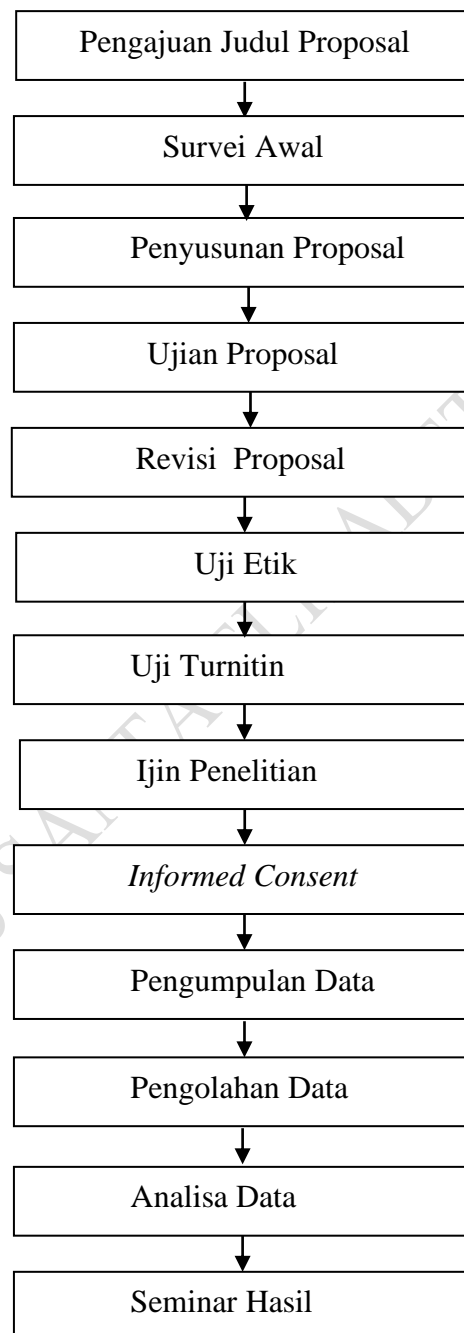 Pengajuan Judul Proposal
Survei Awal
Penyusunan Proposal
Ujian Proposal
Revisi Proposal
Uji Etik
Uji Turnitin
Ijin Penelitian
Informed Consent
Pengumpulan Data
Pengolahan Data
Analisa Data
Seminar Hasil